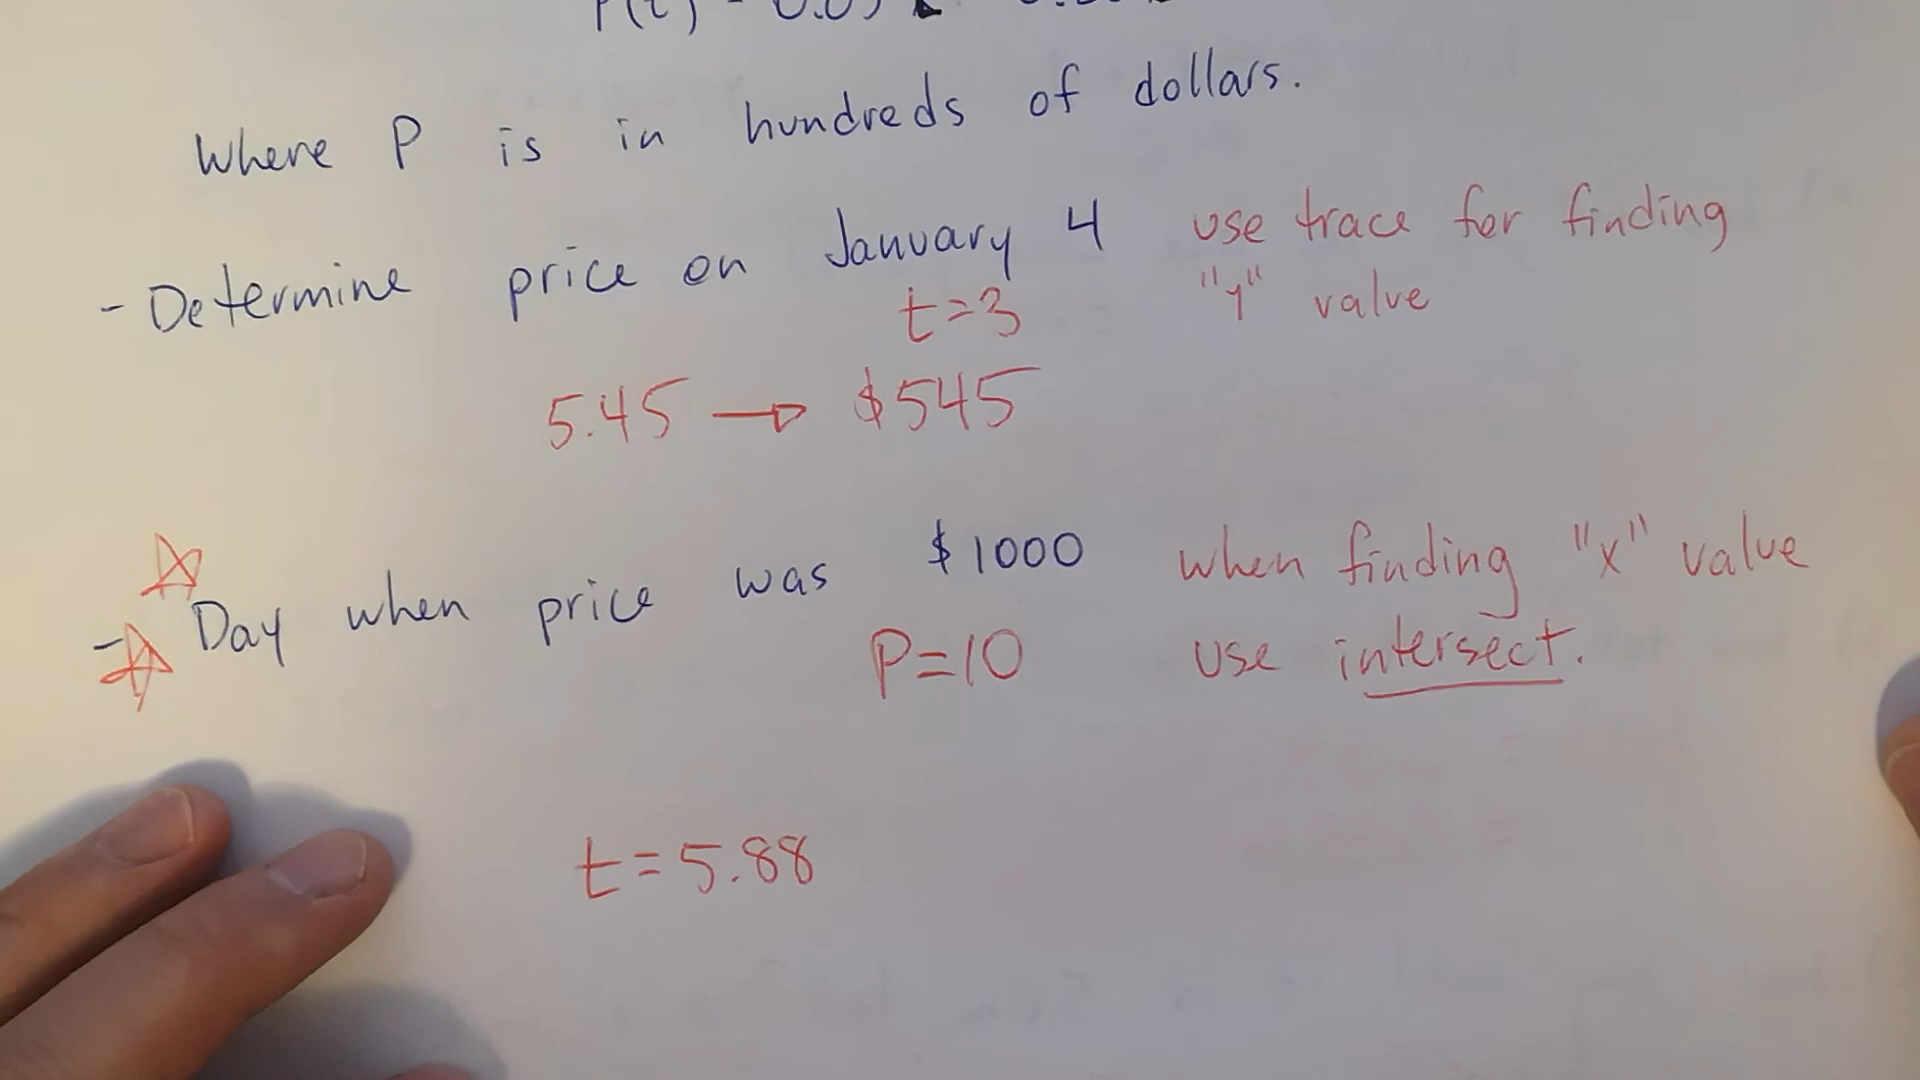 Where P is in hundreds of dollars.
- Determine price on January 4 use trace for finding
t=3 "y" value
5.45 → $545
- Day when price was $1000 when finding "x" value
P=10 use intersect.
t=5.88